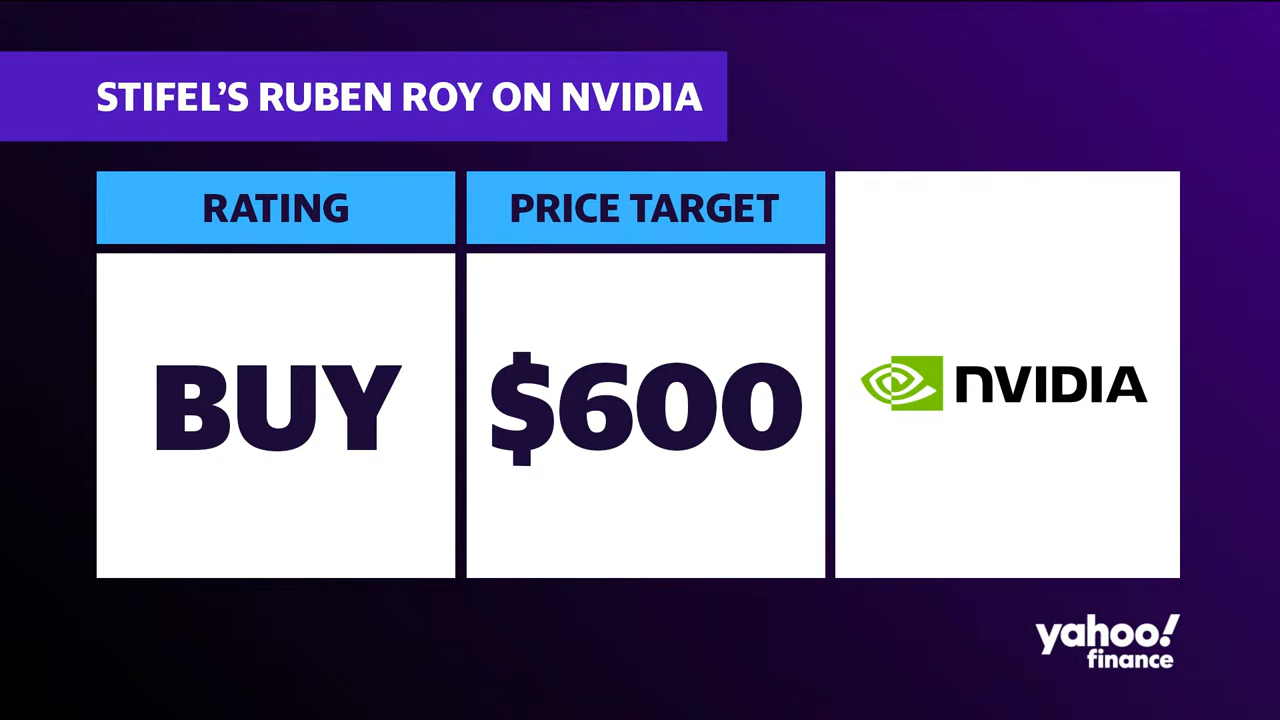 STIFEL’S RUBEN ROY ON NVIDIA
RATING
PRICE TARGET
BUY
$600
NVIDIA
yahoo!
finance